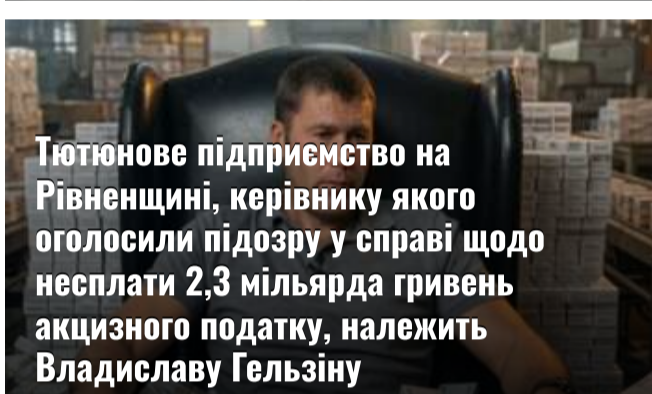 Тютюнове підприємство на
Рівненщині, керівнику якого
оголосили підозру у справі щодо
несплати 2,3 мільярда гривень
акцизного податку, належить
Владиславу Гельзіну